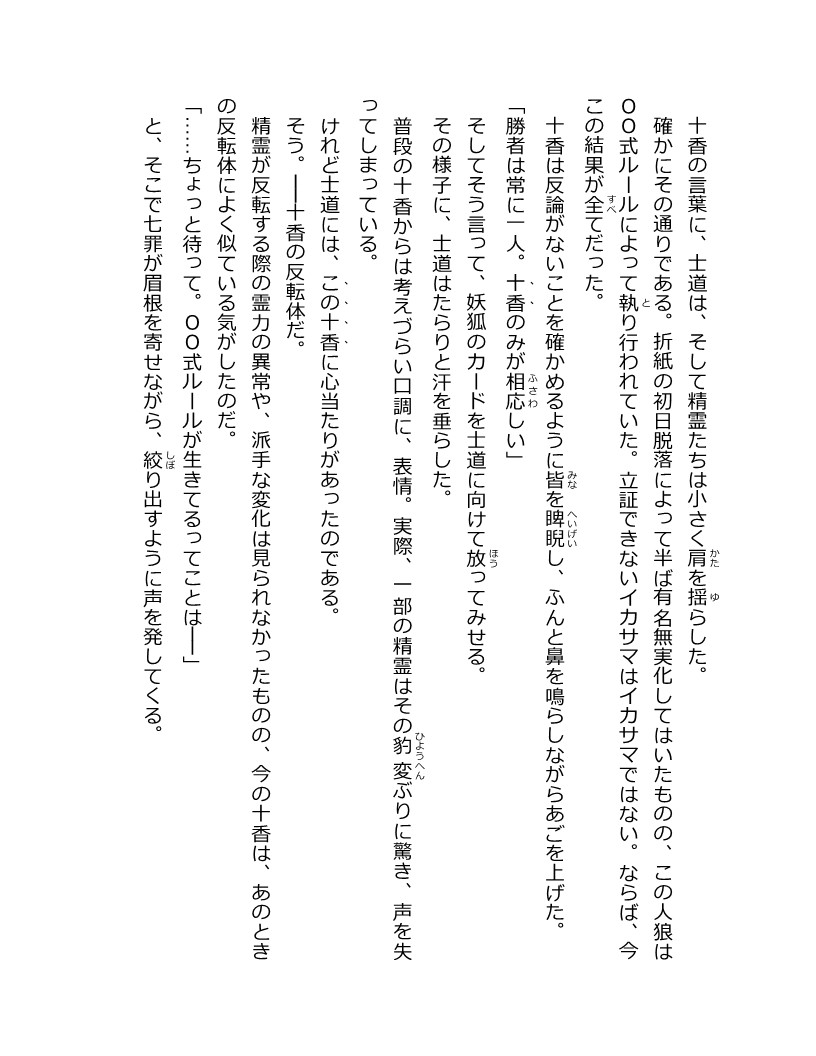 十香の言葉に、士道は、そして精霊たちは小さく肩を揺らした。
確かにその通りである。折紙の初日脱落によって半ば有名無実化してはいたものの、この人狼は
ＯＯ式ルールによって執り行われていた。立証できないイカサマはイカサマではない。ならば、今
この結果が全てだった。
十香は反論がないことを確かめるように皆を睥睨し、ふんと鼻を鳴らしながらあごを上げた。
「勝者は常に一人。十香のみが相応しい」
そしてそう言って、妖狐のカードを士道に向けて放ってみせる。
その様子に、士道はたらりと汗を垂らした。
普段の十香からは考えづらい口調に、表情。実際、一部の精霊はその豹変ぶりに驚き、声を失
ってしまっている。
けれど士道には、この十香に心当たりがあったのである。
そう。――十香の反転体だ。
精霊が反転する際の霊力の異常や、派手な変化は見られなかったものの、今の十香は、あのとき
の反転体によく似ている気がしたのだ。
「……ちょっと待って。ＯＯ式ルールが生きてるってことは――」
と、そこで七罪が眉根を寄せながら、絞り出すように声を発してくる。